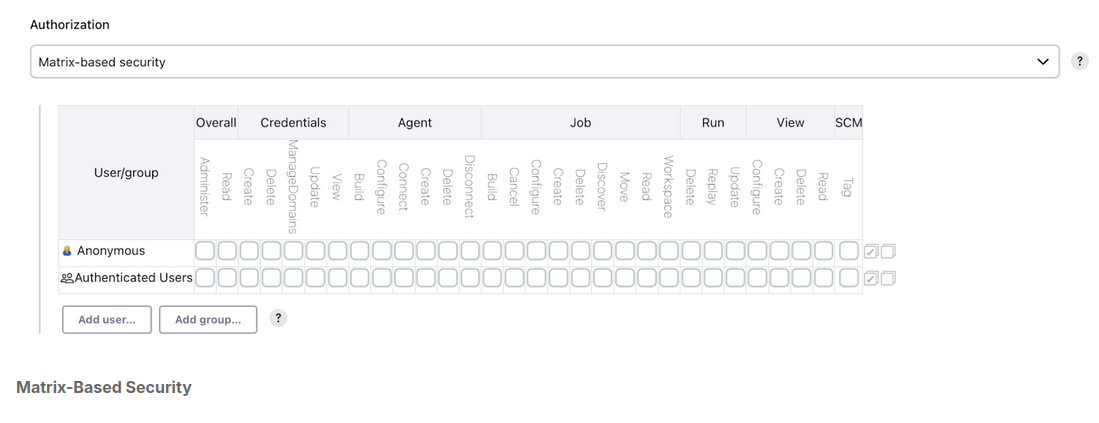 Authorization
Matrix-based security
?
User/group
Overall Credentials Agent Job Run View SCM
Administer Read Create Delete ManageDomains Update View Build Configure Connect Create Delete Disconnect Build Cancel Configure Create Delete Discover Move Read Workspace Delete Replay Update Configure Create Delete Read Tag
Anonymous
Authenticated Users
Add user... Add group... ?
Matrix-Based Security